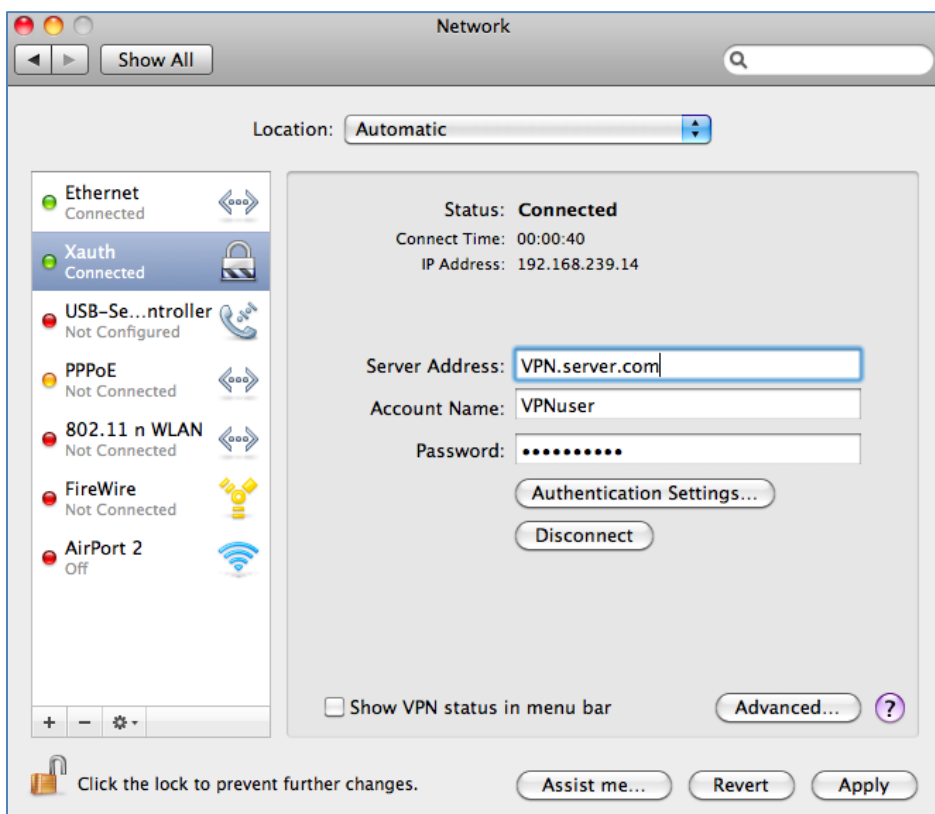 Network
Show All
Location: Automatic
Ethernet
Connected
Xauth
Connected
USB-Se...ntroller
Not Configured
PPPoE
Not Connected
802.11 n WLAN
Not Connected
FireWire
Not Connected
AirPort 2
Off
Status: Connected
Connect Time: 00:00:40
IP Address: 192.168.239.14
Server Address: VPN.server.com
Account Name: VPNuser
Password: ••••••••••
Authentication Settings...
Disconnect
Show VPN status in menu bar
Advanced... ?
Click the lock to prevent further changes.
Assist me... Revert Apply